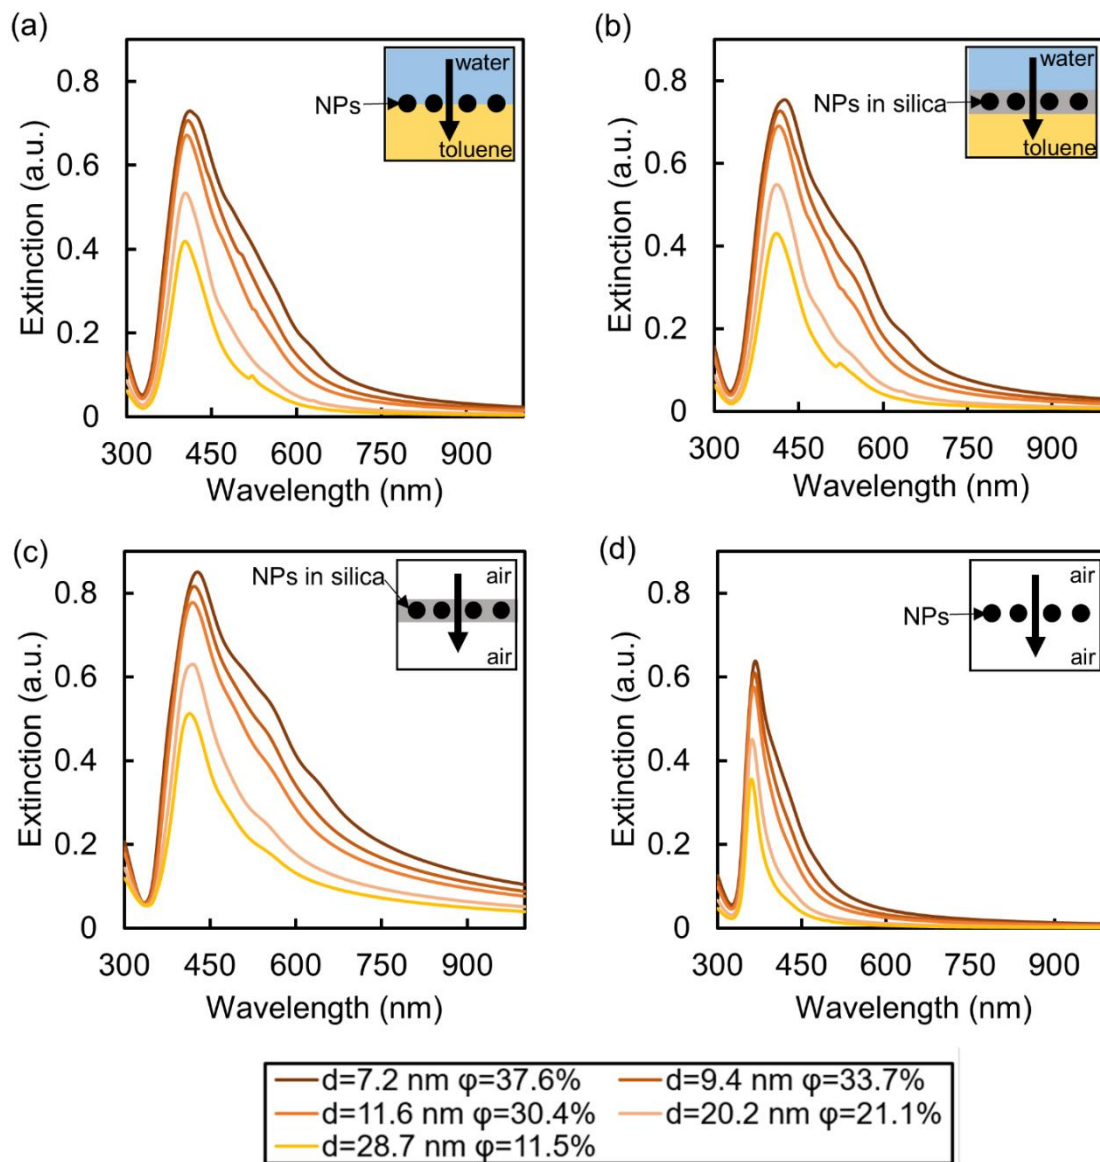 (a)
Extinction (a.u.)
0.8
0.6
0.4
0.2
0
300 450 600 750 900
Wavelength (nm)
water
NPs
toluene
(b)
Extinction (a.u.)
0.8
0.6
0.4
0.2
0
300 450 600 750 900
Wavelength (nm)
water
NPs in silica
toluene
(c)
Extinction (a.u.)
0.8
0.6
0.4
0.2
0
300 450 600 750 900
Wavelength (nm)
NPs in silica
air
air
(d)
Extinction (a.u.)
0.8
0.6
0.4
0.2
0
300 450 600 750 900
Wavelength (nm)
air
NPs
air
d=7.2 nm φ=37.6% d=9.4 nm φ=33.7%
d=11.6 nm φ=30.4% d=20.2 nm φ=21.1%
d=28.7 nm φ=11.5%